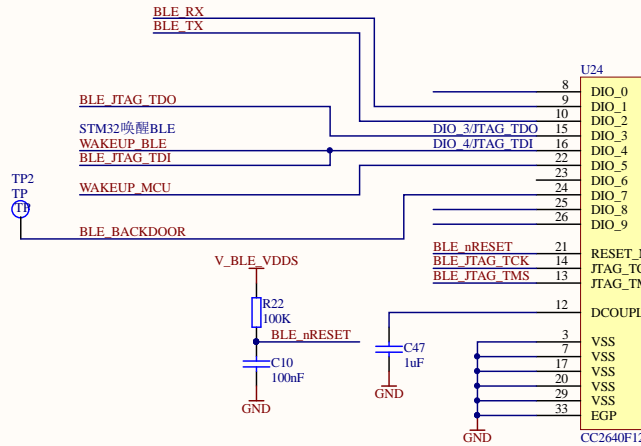 BLE_RX
BLE_TX
U24
8 DIO_0
9 DIO_1
10 DIO_2
BLE_JTAG_TDO
DIO_3/JTAG_TDO 15 DIO_3
STM32唤醒BLE
WAKEUP_BLE
DIO_4/JTAG_TDI 16 DIO_4
BLE_JTAG_TDI
22 DIO_5
23 DIO_6
WAKEUP_MCU
24 DIO_7
TP2
TP
TP
25 DIO_8
26 DIO_9
BLE_BACKDOOR
BLE_nRESET 21 RESET_N
BLE_JTAG_TCK 14 JTAG_TC
BLE_JTAG_TMS 13 JTAG_TM
V_BLE_VDDS
R22
100K
12 DCOUPL
BLE_nRESET
3 VSS
C47
1uF
7 VSS
C10
100nF
17 VSS
20 VSS
GND
29 VSS
GND
33 EGP
GND
CC2640F12